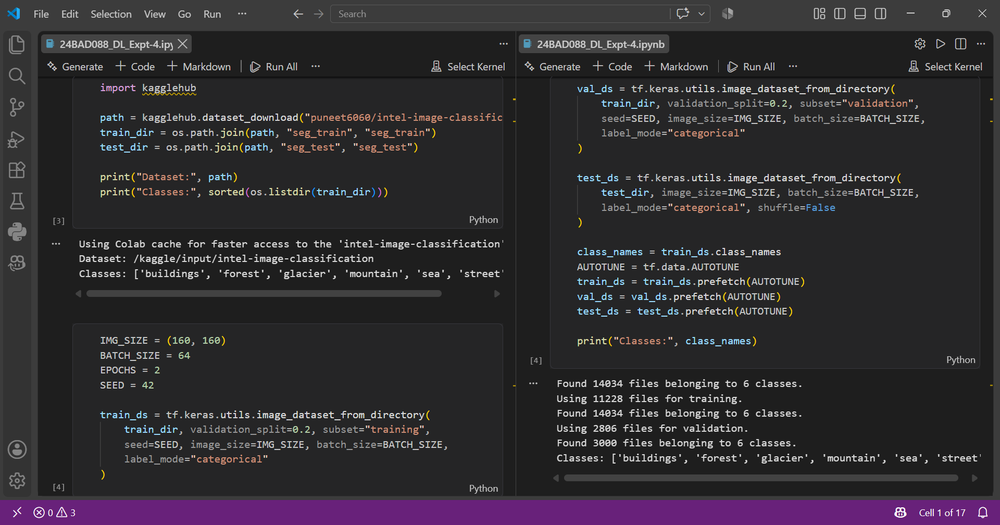 File Edit Selection View Go Run ···
Search
24BAD088_DL_Expt-4.ipy
Generate + Code + Markdown Run All ··· Select Kernel
import kagglehub
path = kagglehub.dataset_download("puneet6060/intel-image-classific
train_dir = os.path.join(path, "seg_train", "seg_train")
test_dir = os.path.join(path, "seg_test", "seg_test")
print("Dataset:", path)
print("Classes:", sorted(os.listdir(train_dir)))
[3]
Python
Using Colab cache for faster access to the 'intel-image-classification'
Dataset: /kaggle/input/intel-image-classification
Classes: ['buildings', 'forest', 'glacier', 'mountain', 'sea', 'street'
IMG_SIZE = (160, 160)
BATCH_SIZE = 64
EPOCHS = 2
SEED = 42
train_ds = tf.keras.utils.image_dataset_from_directory(
    train_dir, validation_split=0.2, subset="training",
    seed=SEED, image_size=IMG_SIZE, batch_size=BATCH_SIZE,
    label_mode="categorical"
)
[4]
Python
24BAD088_DL_Expt-4.ipynb
Generate + Code + Markdown Run All ··· Select Kernel
val_ds = tf.keras.utils.image_dataset_from_directory(
    train_dir, validation_split=0.2, subset="validation",
    seed=SEED, image_size=IMG_SIZE, batch_size=BATCH_SIZE,
    label_mode="categorical"
)
test_ds = tf.keras.utils.image_dataset_from_directory(
    test_dir, image_size=IMG_SIZE, batch_size=BATCH_SIZE,
    label_mode="categorical", shuffle=False
)
class_names = train_ds.class_names
AUTOTUNE = tf.data.AUTOTUNE
train_ds = train_ds.prefetch(AUTOTUNE)
val_ds = val_ds.prefetch(AUTOTUNE)
test_ds = test_ds.prefetch(AUTOTUNE)
print("Classes:", class_names)
[4]
Python
Found 14034 files belonging to 6 classes.
Using 11228 files for training.
Found 14034 files belonging to 6 classes.
Using 2806 files for validation.
Found 3000 files belonging to 6 classes.
Classes: ['buildings', 'forest', 'glacier', 'mountain', 'sea', 'street'
0 3
Cell 1 of 17